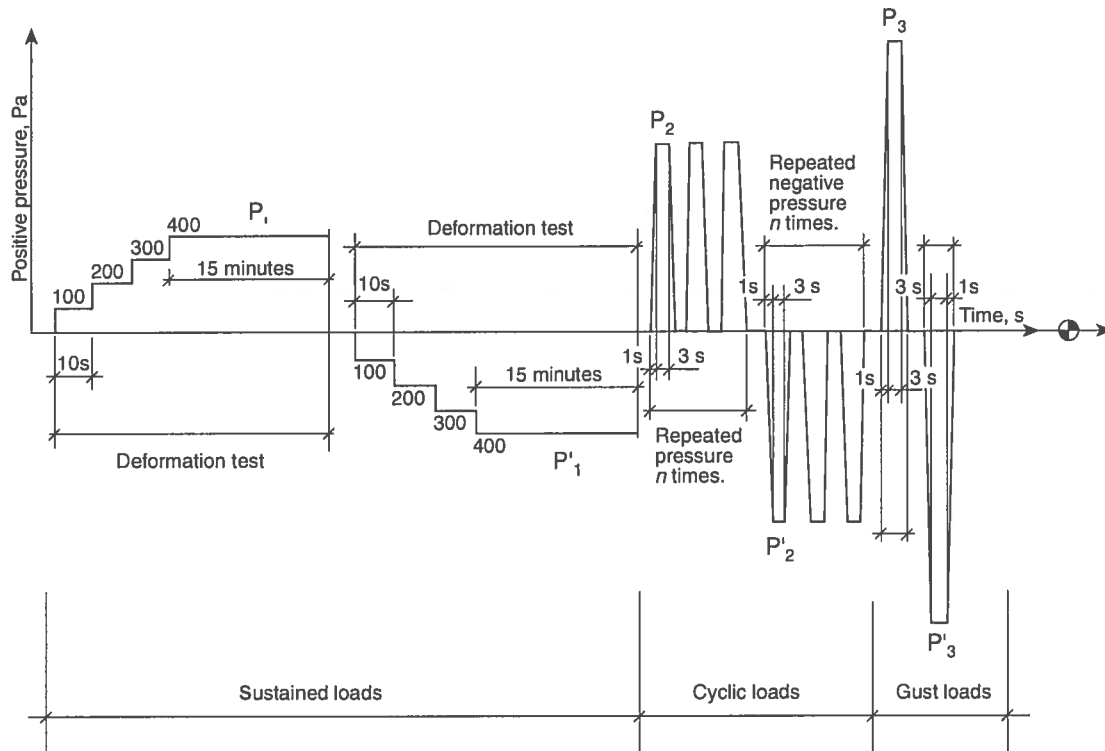 Positive pressure, Pa
100
200
300
400
P₁
15 minutes
10s
Deformation test
Deformation test
10s
100
200
300
400
15 minutes
P'₁
P₂
1s
3 s
Repeated
pressure
n times.
Repeated
negative
pressure
n times.
1s
3 s
P'₂
P₃
1s
3 s
3 s
1s
P'₃
Time, s
Sustained loads
Cyclic loads
Gust loads